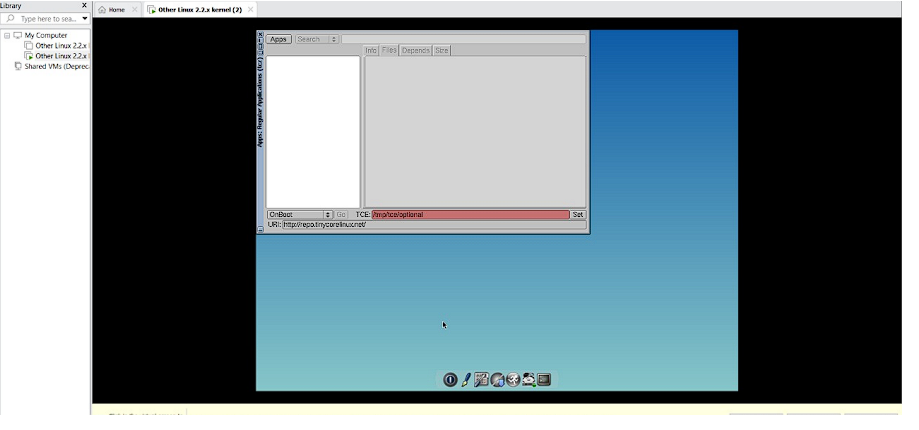 Library X
Type here to sea...
My Computer
Other Linux 2.2.x
Other Linux 2.2.x
Shared VMs (Deprec
Home ×
Other Linux 2.2.x kernel (2) ×
Apps: Regular Applications (tcz)
Apps Search
Info Files Depends Size
OnBoot Go TCE: /tmp/tce/optional Set
URI: http://repo.tinycorelinux.net/